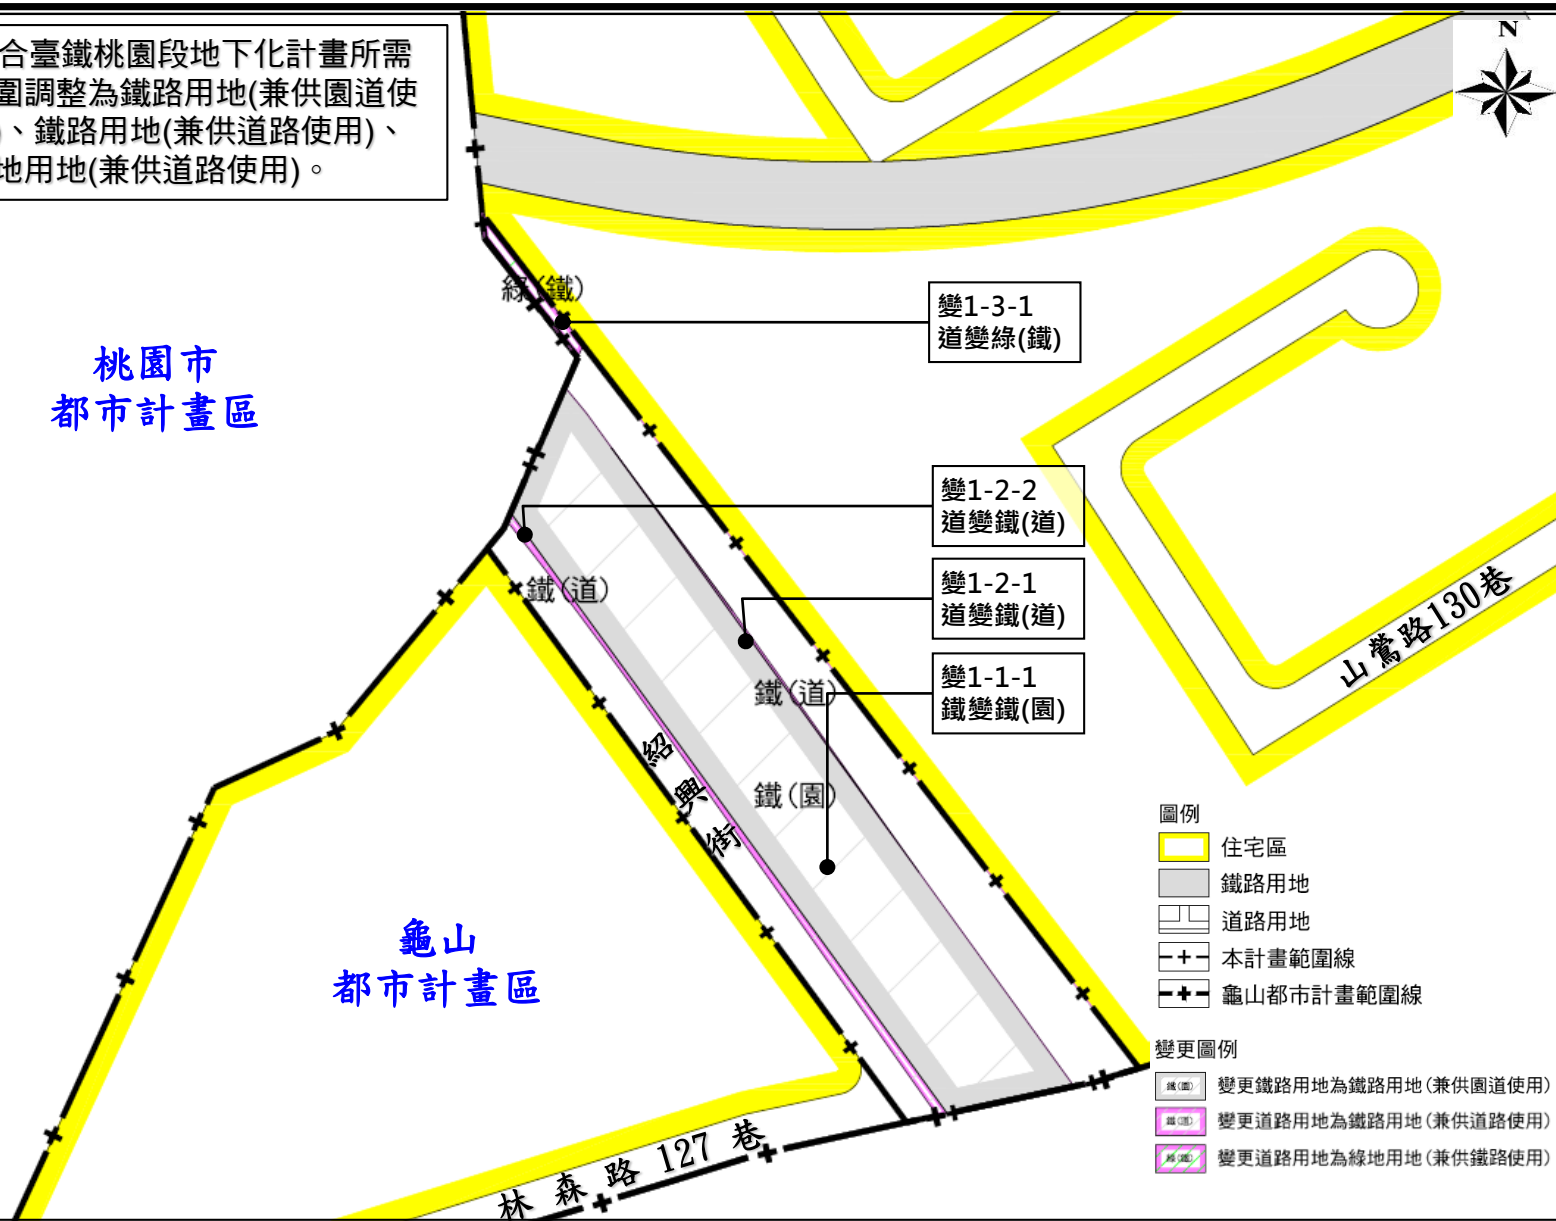 合臺鐵桃園段地下化計畫所需
圍調整為鐵路用地(兼供園道使
)、鐵路用地(兼供道路使用)、
地用地(兼供道路使用)。
N
綠(鐵)
變1-3-1
道變綠(鐵)
桃園市
都市計畫區
變1-2-2
道變鐵(道)
鐵(道)
變1-2-1
道變鐵(道)
山鶯路130巷
變1-1-1
鐵變鐵(園)
鐵(道)
紹興街
鐵(園)
龜山
都市計畫區
林森路 127 巷
圖例
住宅區
鐵路用地
道路用地
本計畫範圍線
龜山都市計畫範圍線
變更圖例
鐵(園) 變更鐵路用地為鐵路用地(兼供園道使用)
鐵(道) 變更道路用地為鐵路用地(兼供道路使用)
綠(鐵) 變更道路用地為綠地用地(兼供鐵路使用)